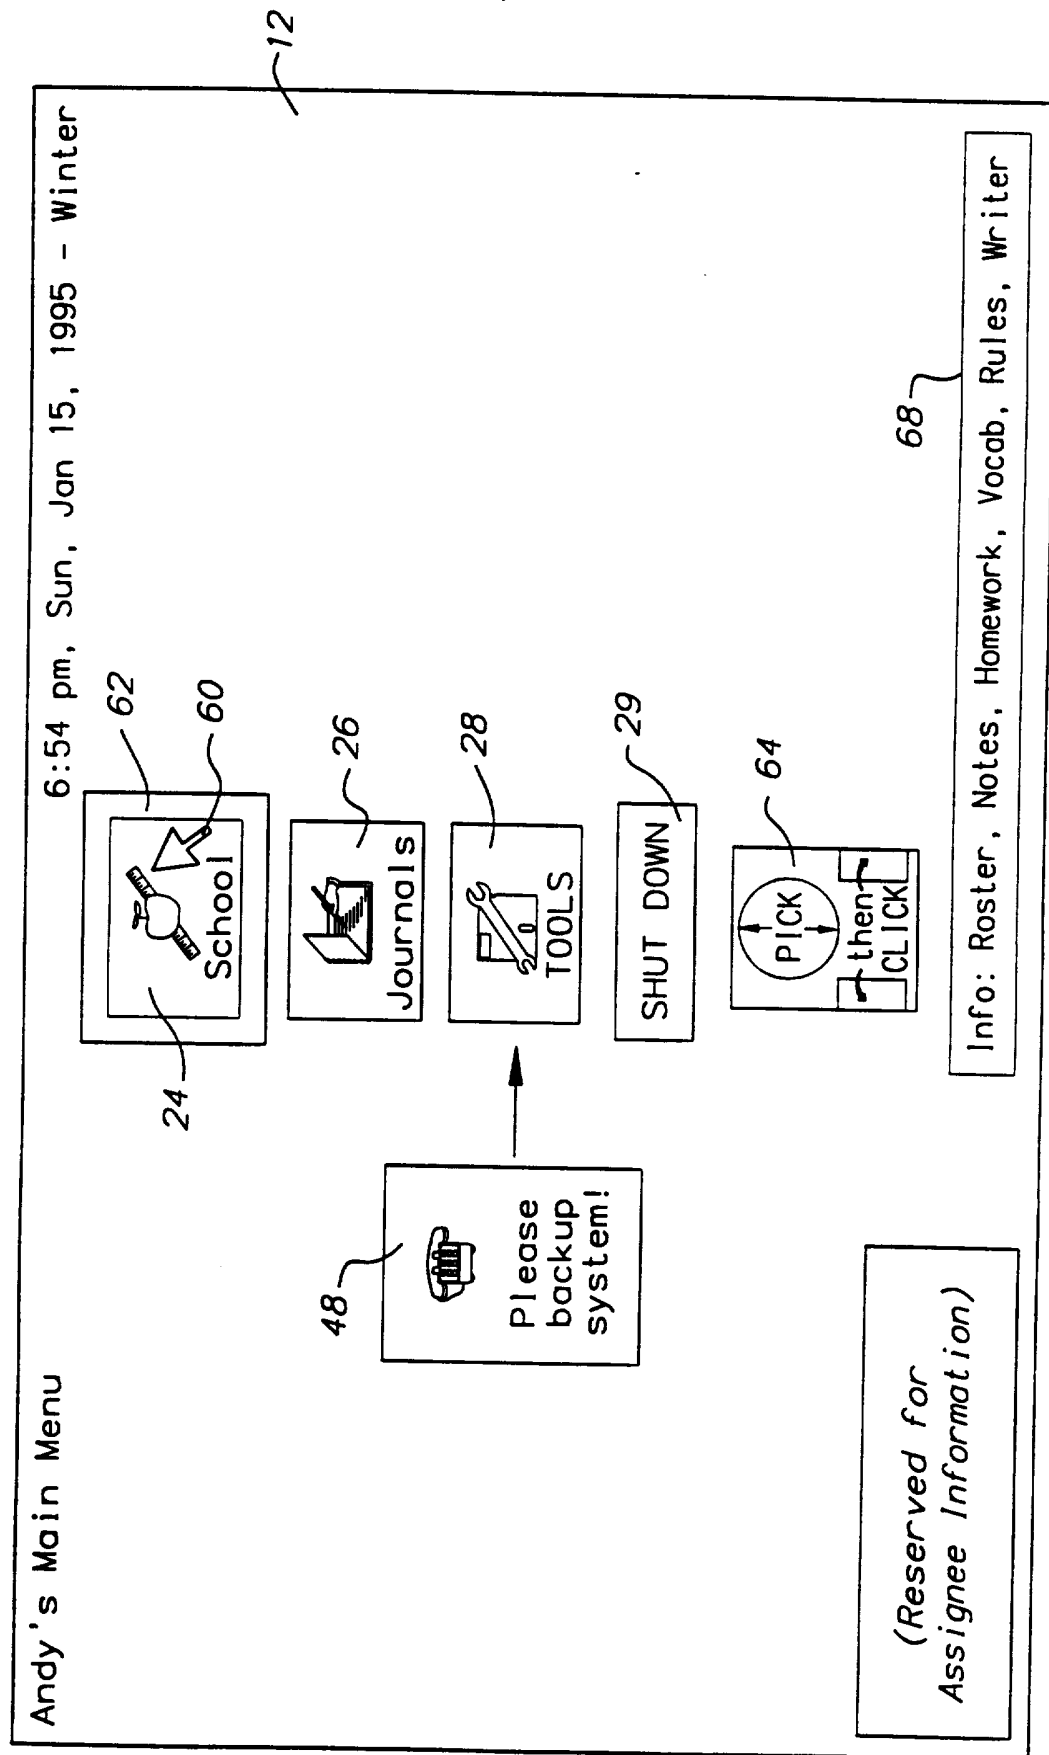 Andy's Main Menu
6:54 pm, Sun, Jan 15, 1995 - Winter
12
62
60
24
School
26
Journals
28
TOOLS
48
Please
backup
system!
29
SHUT DOWN
64
PICK
then
CLICK
68
(Reserved for
Assignee Information)
Info: Roster, Notes, Homework, Vocab, Rules, Writer